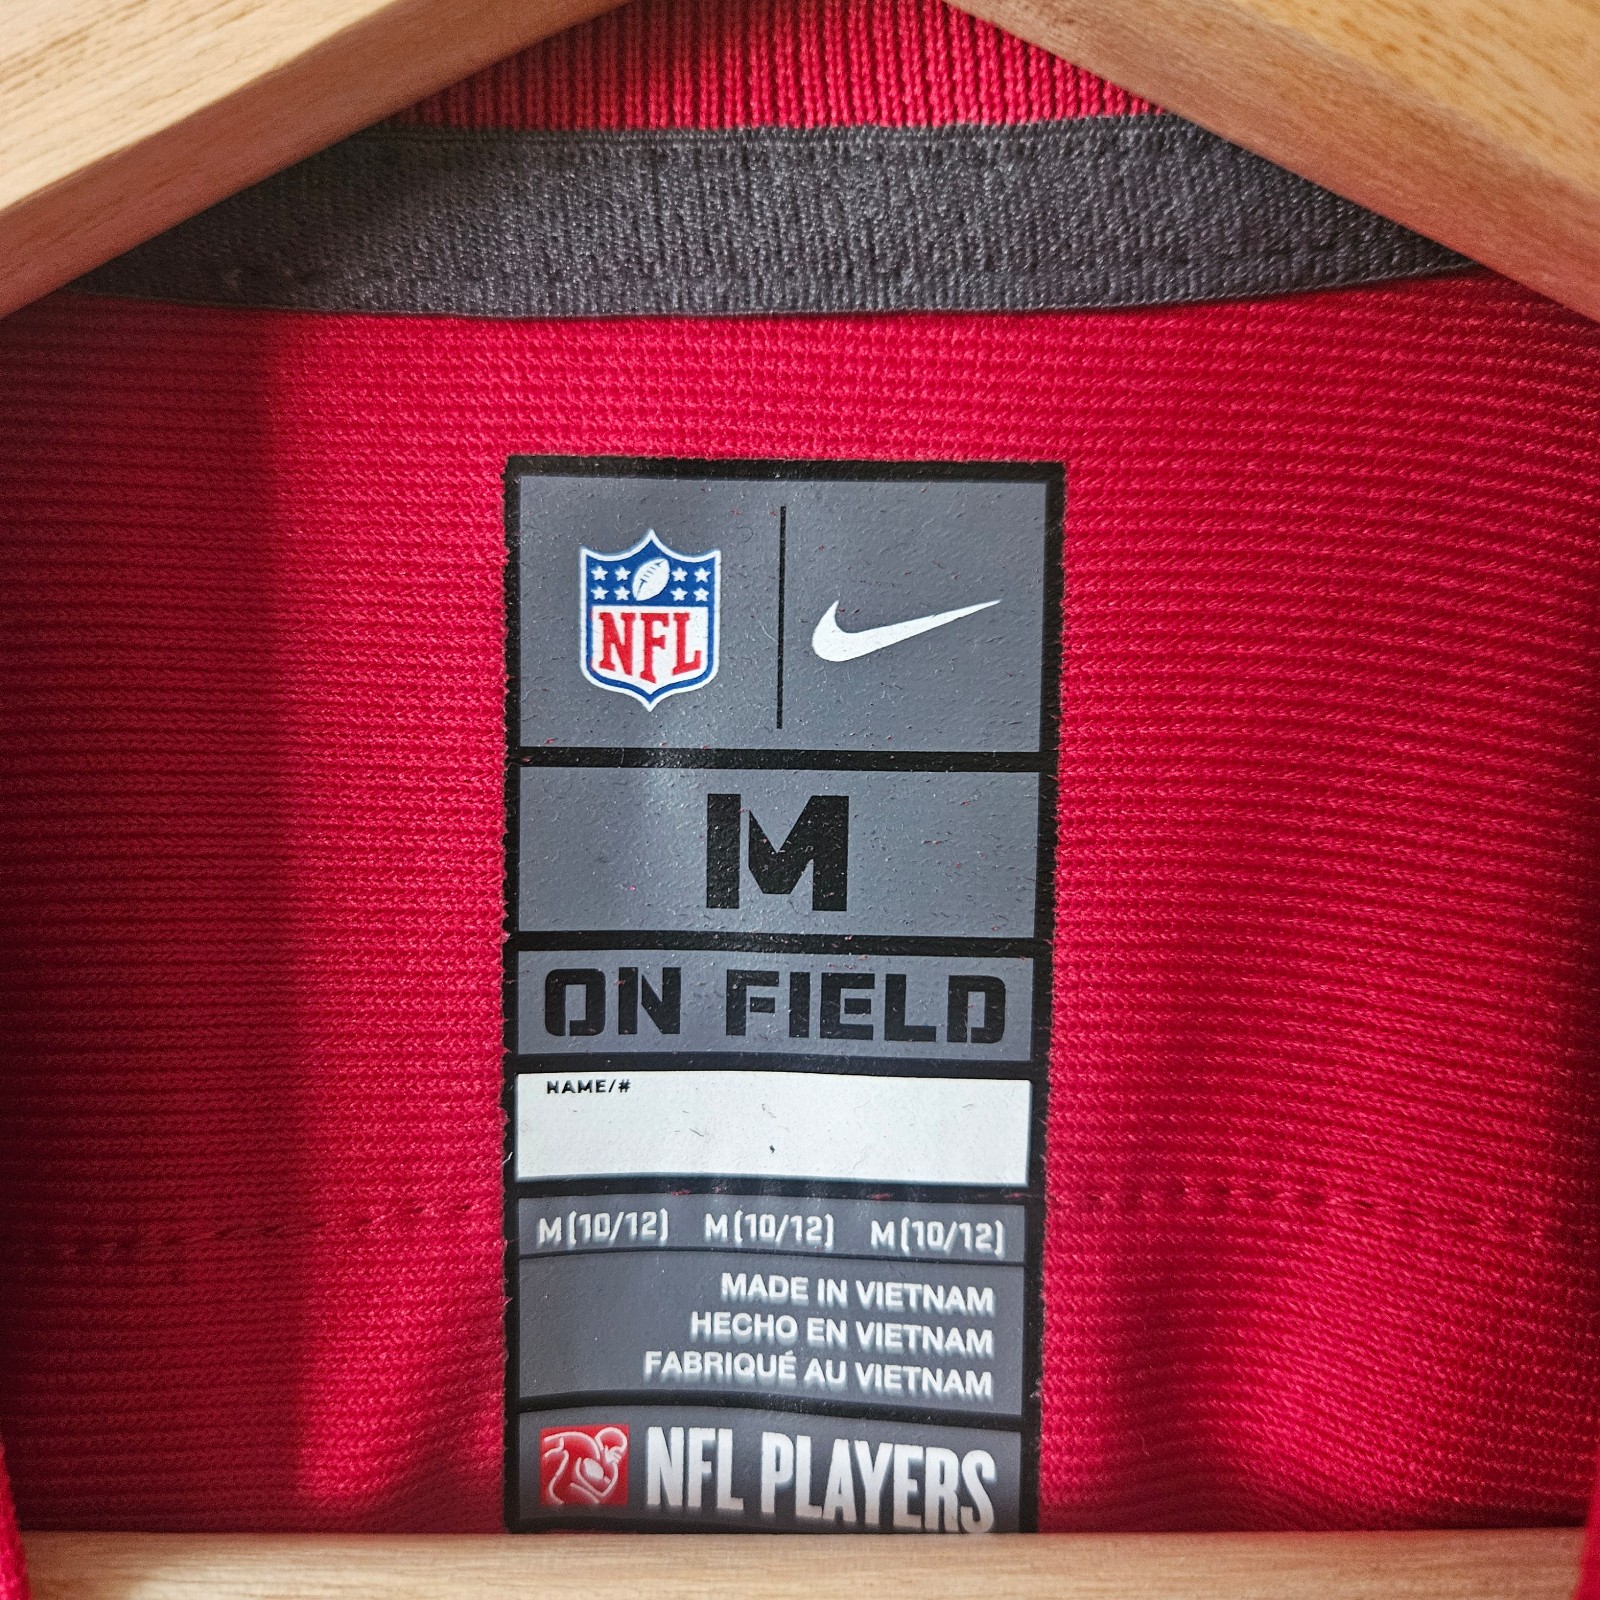 NFL
M
ON FIELD
NAME/#
M(10/12) M(10/12) M(10/12)
MADE IN VIETNAM
HECHO EN VIETNAM
FABRIQUÉ AU VIETNAM
NFL PLAYERS